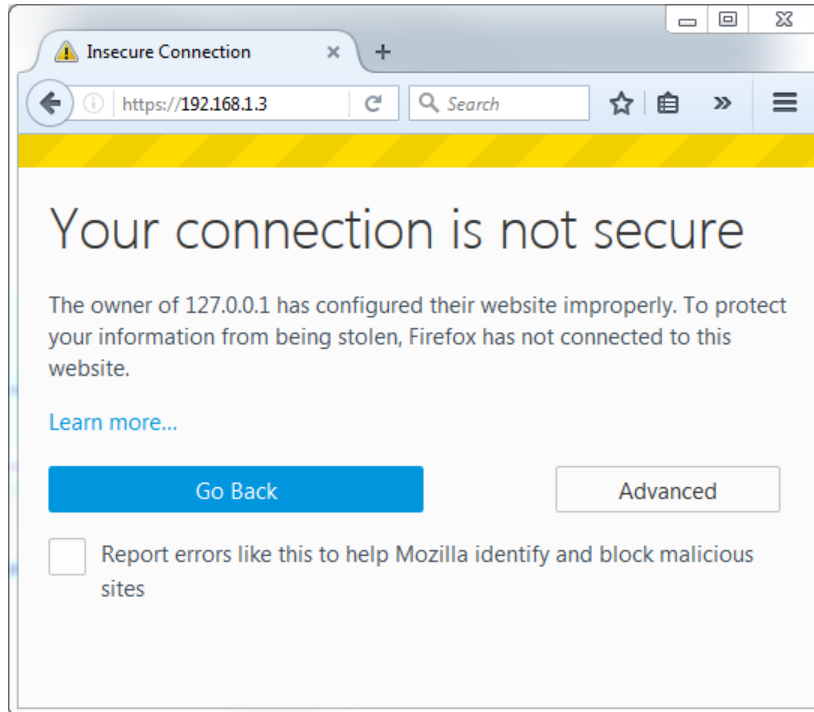 Insecure Connection
https://192.168.1.3
Search
Your connection is not secure
The owner of 127.0.0.1 has configured their website improperly. To protect
your information from being stolen, Firefox has not connected to this
website.
Learn more...
Go Back
Advanced
Report errors like this to help Mozilla identify and block malicious
sites